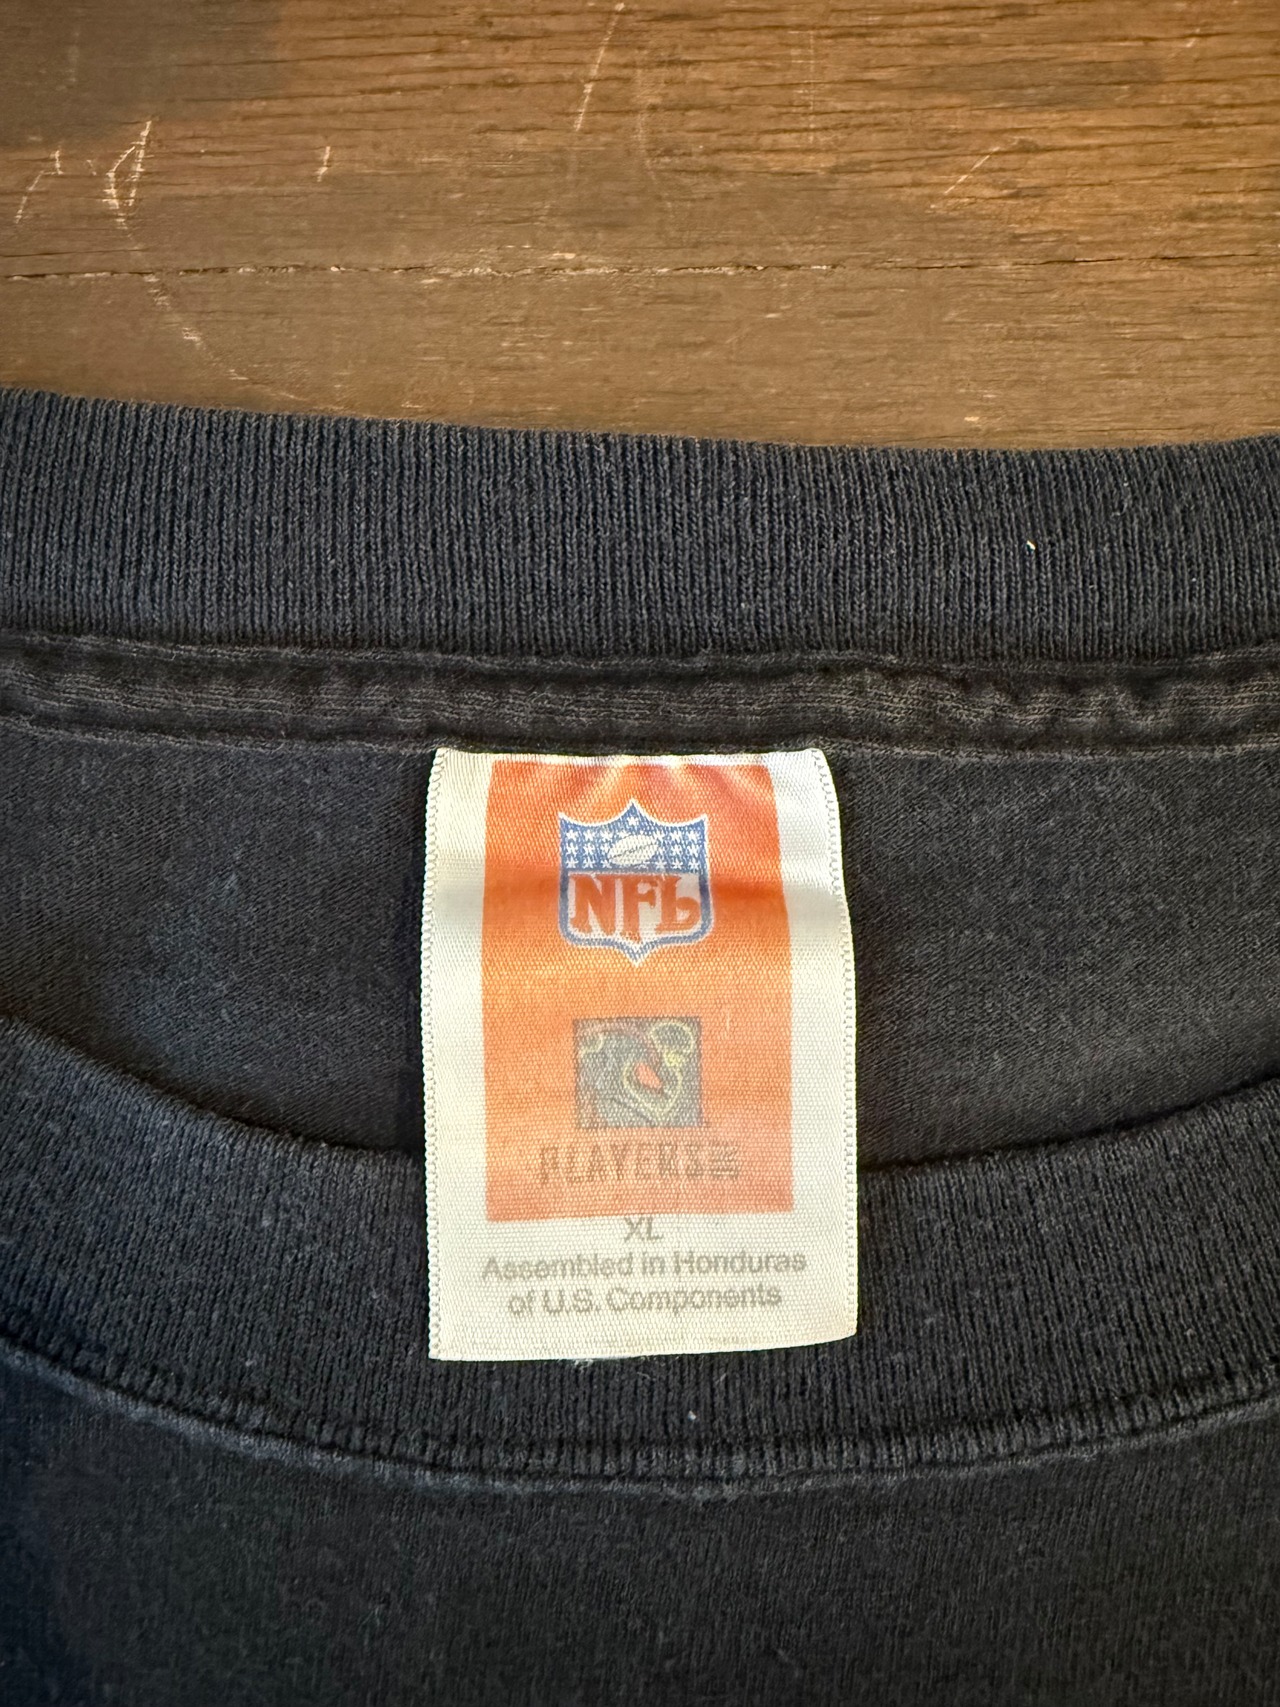 NFL
PLAYERS
XL
Assembled in Honduras
of U.S. Components